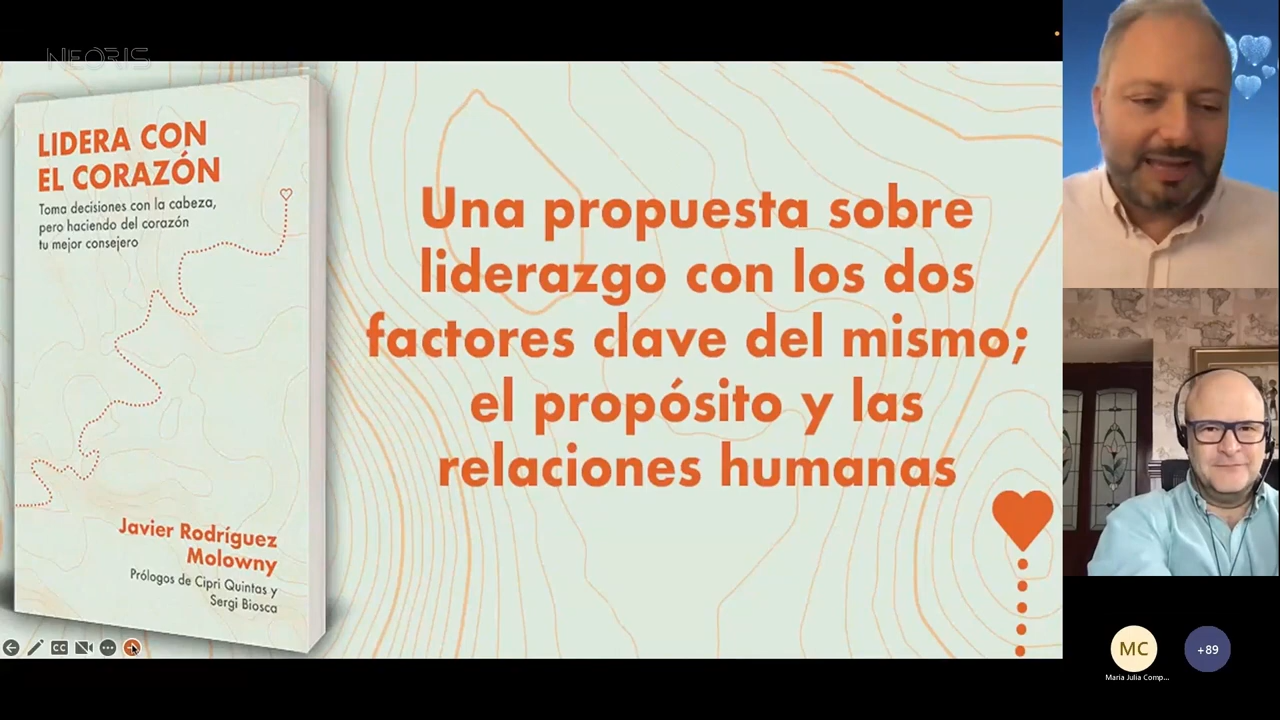 NEORIS
LIDERA CON
EL CORAZÓN
Toma decisiones con la cabeza,
pero haciendo del corazón
tu mejor consejero
Javier Rodríguez
Molowny
Prólogos de Cipri Quintas y
Sergi Biosca
Una propuesta sobre
liderazgo con los dos
factores clave del mismo;
el propósito y las
relaciones humanas
CC
MC
+89
Maria Julia Comp...